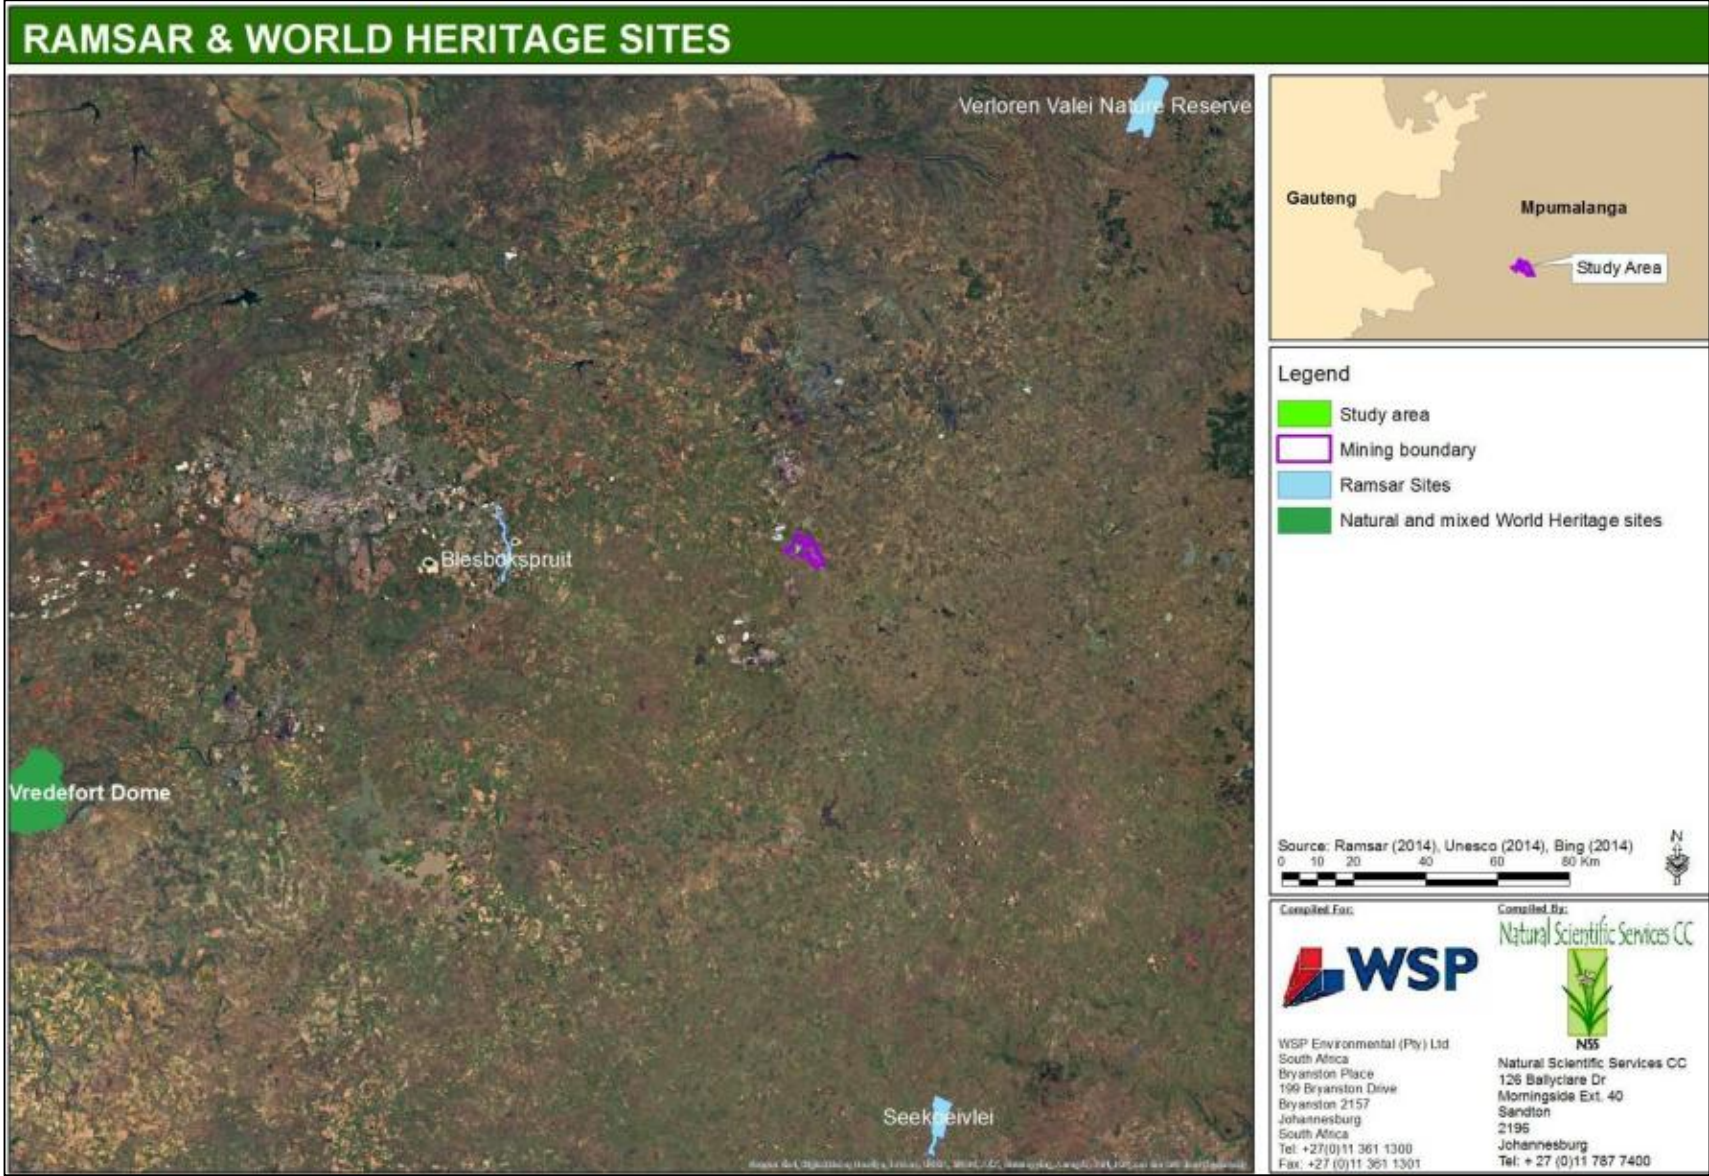 RAMSAR & WORLD HERITAGE SITES
Verloren Valei Nature Reserve
Blesbokspruit
Vredefort Dome
Seekoeivlei
Gauteng
Mpumalanga
Study Area
Legend
Study area
Mining boundary
Ramsar Sites
Natural and mixed World Heritage sites
Source: Ramsar (2014), Unesco (2014), Bing (2014)
0 10 20 40 60 80 Km
N
Compiled For:
WSP
WSP Environmental (Pty) Ltd
South Africa
Bryanston Place
199 Bryanston Drive
Bryanston 2157
Johannesburg
South Africa
Tel: +27(0)11 361 1300
Fax: +27 (0)11 361 1301
Compiled By:
Natural Scientific Services CC
NSS
Natural Scientific Services CC
126 Ballyclare Dr
Morningside Ext. 40
Sandton
2196
Johannesburg
Tel: + 27 (0)11 787 7400